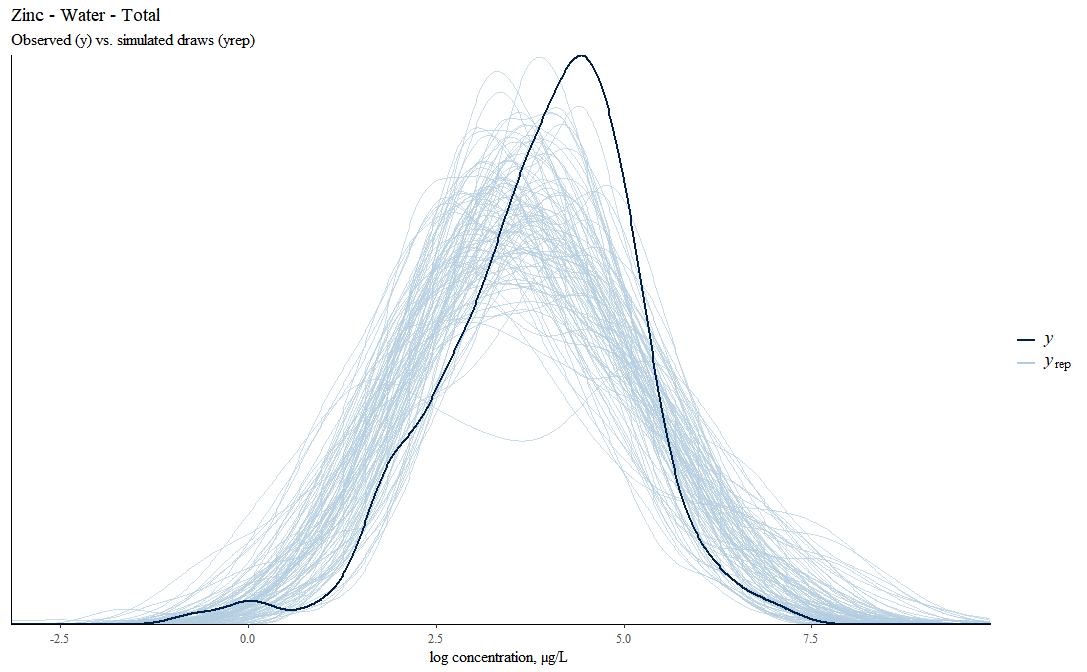 Zinc - Water - Total
Observed (y) vs. simulated draws (yrep)
y
y rep
-2.5 0.0 2.5 5.0 7.5
log concentration, μg/L